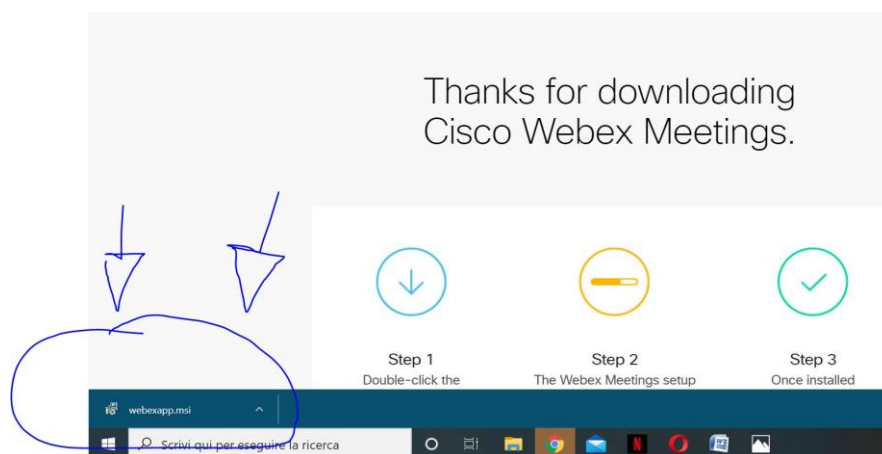 Thanks for downloading
Cisco Webex Meetings.
Step 1
Double-click the
Step 2
The Webex Meetings setup
Step 3
Once installed
webexapp.msi
Scrivi qui per eseguire la ricerca